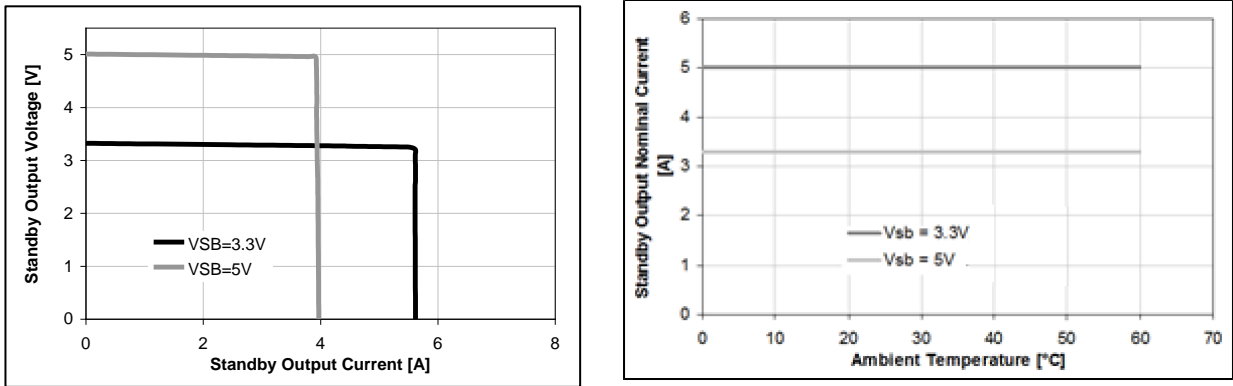 Standby Output Voltage [V]
5
4
3
2
1
0
VSB=3.3V
VSB=5V
0 2 4 6 8
Standby Output Current [A]
Standby Output Nominal Current
[A]
6
5
4
3
2
1
0
Vsb = 3.3V
Vsb = 5V
0 10 20 30 40 50 60 70
Ambient Temperature [°C]